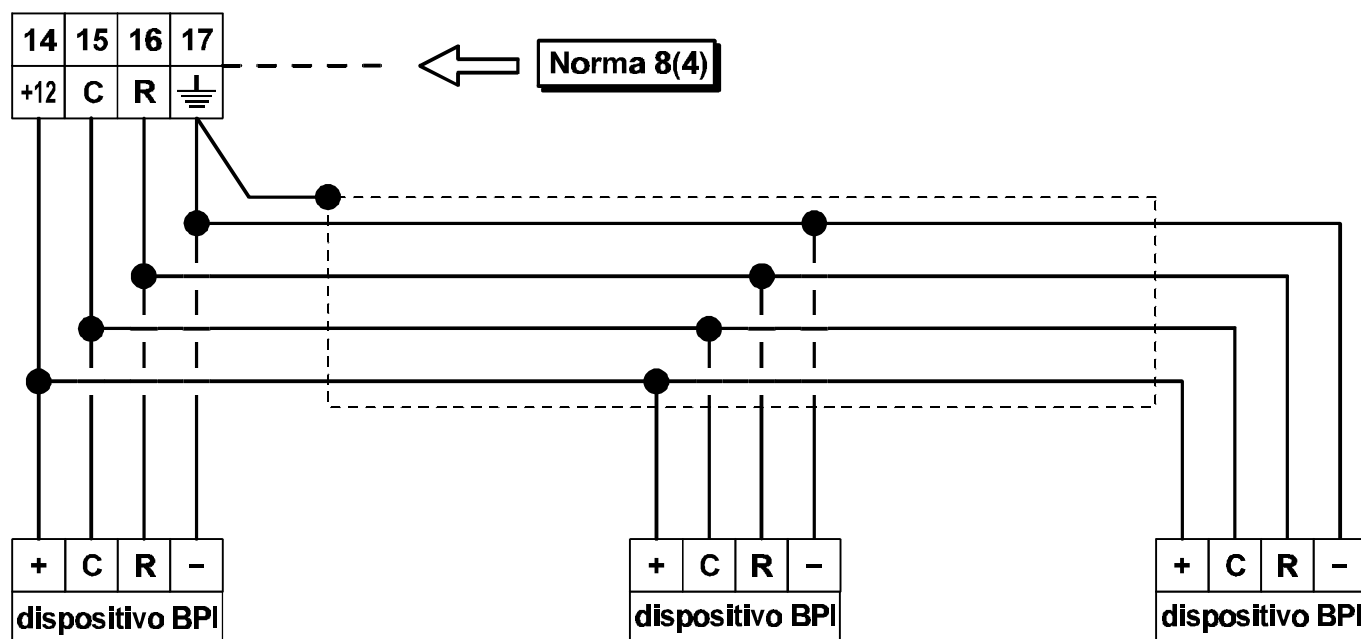 14 15 16 17
+12 C R
Norma 8(4)
+ C R – + C R – + C R –
dispositivo BPI dispositivo BPI dispositivo BPI